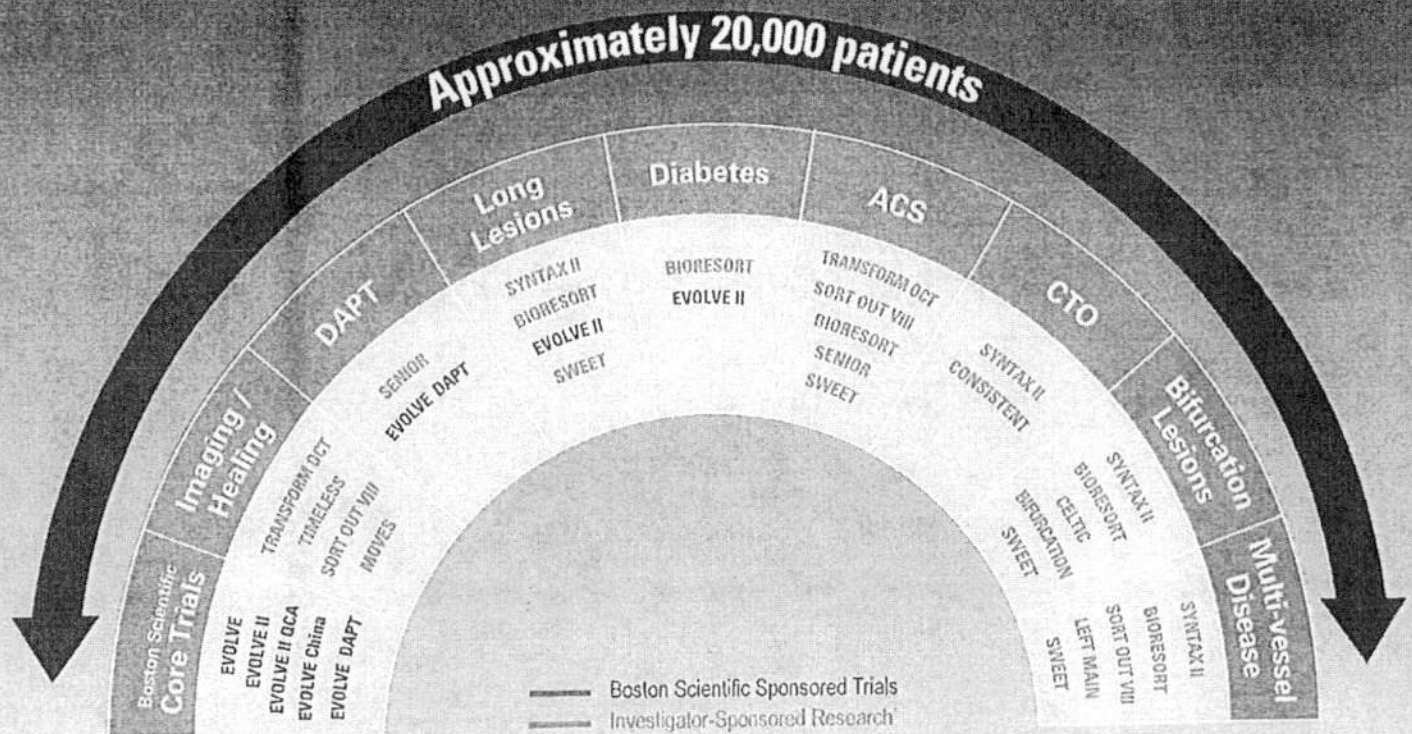 Approximately 20,000 patients
Boston Scientific
Core Trials
EVOLVE
EVOLVE II
EVOLVE II QCA
EVOLVE China
EVOLVE DAPT
Imaging /
Healing
TRANSFORM OCT
TIMELESS
SORT OUT VIII
MOVES
DAPT
SENIOR
EVOLVE DAPT
Long
Lesions
SYNTAX II
BIORESORT
EVOLVE II
SWEET
Diabetes
BIORESORT
EVOLVE II
ACS
TRANSFORM OCT
SORT OUT VIII
BIORESORT
SENIOR
SWEET
CTO
SYNTAX II
CONSISTENT
Bifurcation
Lesions
SYNTAX II
BIORESORT
CELTIC
BIFURCATION
SWEET
Multi-vessel
Disease
SYNTAX II
BIORESORT
SORT OUT VIII
LEFT MAIN
SWEET
Boston Scientific Sponsored Trials
Investigator-Sponsored Research*